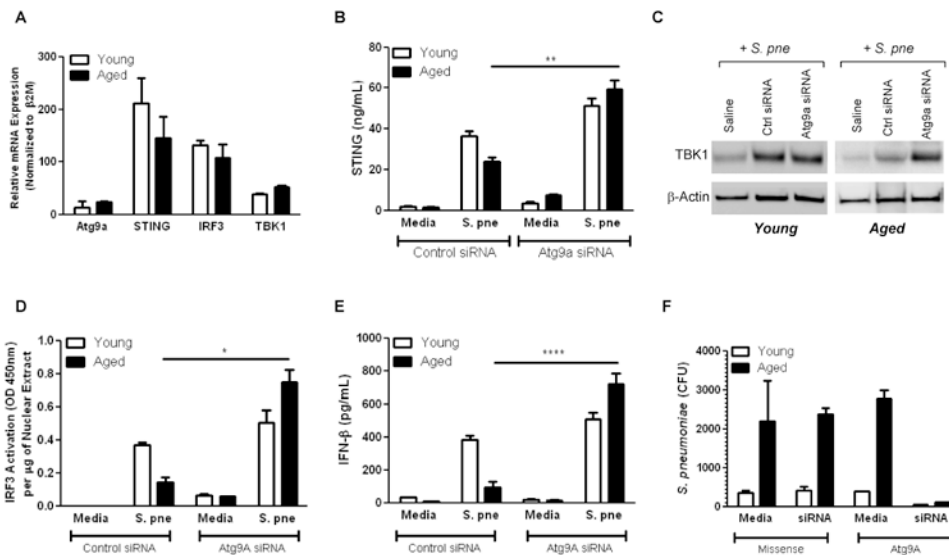 A
Young
Aged
Relative mRNA Expression
(Normalized to β2M)
300
200
100
0
Atg9a STING IRF3 TBK1
B
Young
Aged
**
STING (ng/mL)
80
60
40
20
0
Media S. pne Media S. pne
Control siRNA Atg9a siRNA
C
+ S. pne + S. pne
Saline Ctrl siRNA Atg9a siRNA Saline Ctrl siRNA Atg9a siRNA
TBK1
β-Actin
Young Aged
D
Young
Aged
*
IRF3 Activation (OD 450nm)
per µg of Nuclear Extract
1.0
0.8
0.6
0.4
0.2
0.0
Media S. pne Media S. pne
Control siRNA Atg9A siRNA
E
Young
Aged
****
IFN-β (pg/mL)
1000
800
600
400
200
0
Media S. pne Media S. pne
Control siRNA Atg9A siRNA
F
Young
Aged
S. pneumoniae (CFU)
4000
3000
2000
1000
0
Media siRNA Media siRNA
Missense Atg9A